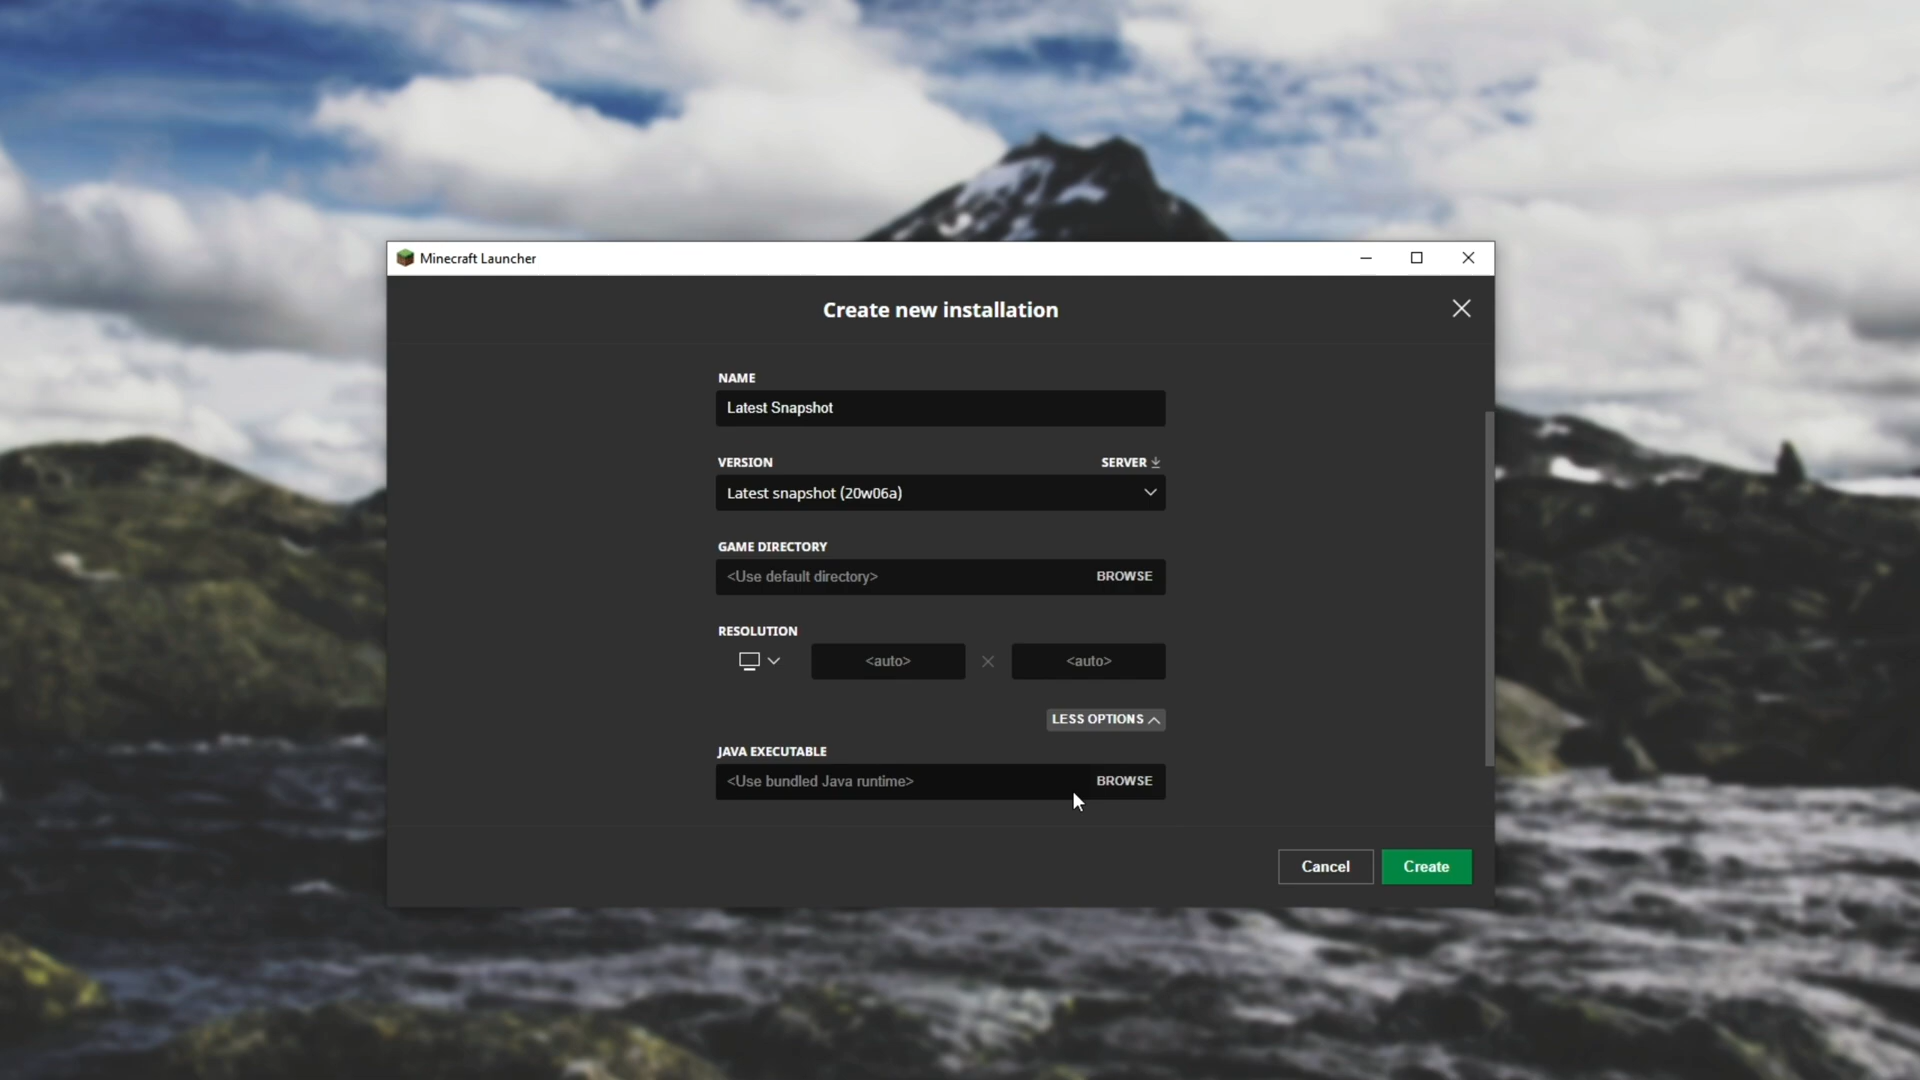 Minecraft Launcher
Create new installation
NAME
Latest Snapshot
VERSION
SERVER
Latest snapshot (20w06a)
GAME DIRECTORY
<Use default directory>
BROWSE
RESOLUTION
<auto>
<auto>
LESS OPTIONS
JAVA EXECUTABLE
<Use bundled Java runtime>
BROWSE
Cancel
Create